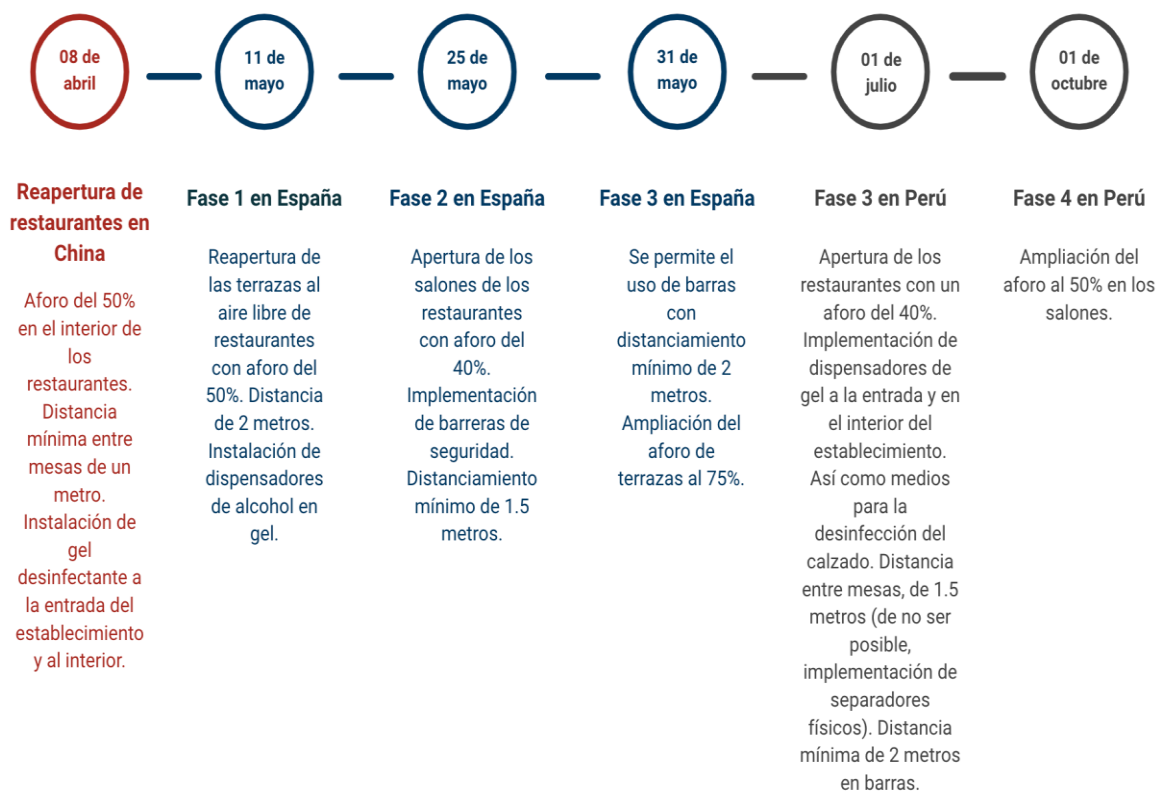 08 de
abril
11 de
mayo
25 de
mayo
31 de
mayo
01 de
julio
01 de
octubre
Reapertura de
restaurantes en
China
Aforo del 50%
en el interior de
los
restaurantes.
Distancia
mínima entre
mesas de un
metro.
Instalación de
gel
desinfectante a
la entrada del
establecimiento
y al interior.
Fase 1 en España
Reapertura de
las terrazas al
aire libre de
restaurantes
con aforo del
50%. Distancia
de 2 metros.
Instalación de
dispensadores
de alcohol en
gel.
Fase 2 en España
Apertura de los
salones de los
restaurantes
con aforo del
40%.
Implementación
de barreras de
seguridad.
Distanciamiento
mínimo de 1.5
metros.
Fase 3 en España
Se permite el
uso de barras
con
distanciamiento
mínimo de 2
metros.
Ampliación del
aforo de
terrazas al 75%.
Fase 3 en Perú
Apertura de los
restaurantes con un
aforo del 40%.
Implementación de
dispensadores de
gel a la entrada y en
el interior del
establecimiento.
Así como medios
para la
desinfección del
calzado. Distancia
entre mesas, de 1.5
metros (de no ser
posible,
implementación de
separadores
físicos). Distancia
mínima de 2 metros
en barras.
Fase 4 en Perú
Ampliación del
aforo al 50% en los
salones.